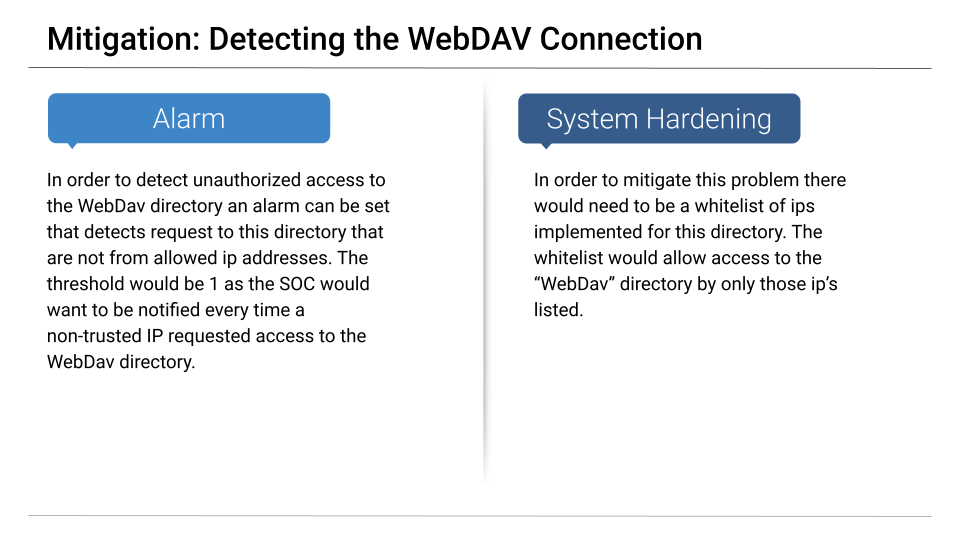 Mitigation: Detecting the WebDAV Connection
Alarm
In order to detect unauthorized access to
the WebDav directory an alarm can be set
that detects request to this directory that
are not from allowed ip addresses. The
threshold would be 1 as the SOC would
want to be notified every time a
non-trusted IP requested access to the
WebDav directory.
System Hardening
In order to mitigate this problem there
would need to be a whitelist of ips
implemented for this directory. The
whitelist would allow access to the
“WebDav” directory by only those ip’s
listed.